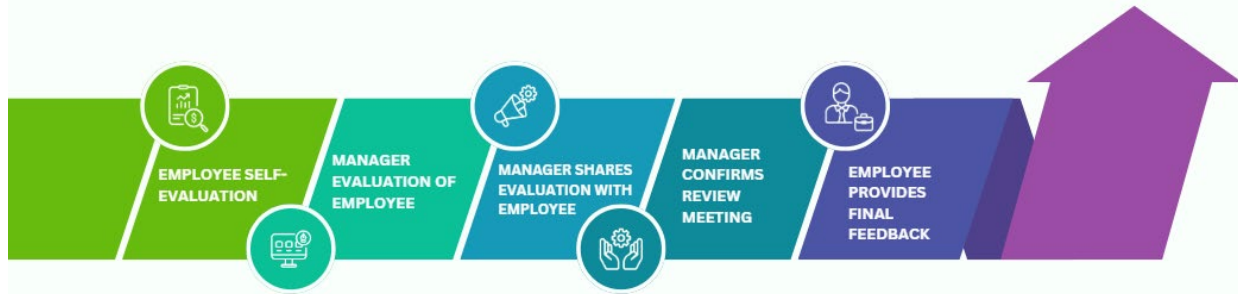 EMPLOYEE SELF-
EVALUATION
MANAGER
EVALUATION OF
EMPLOYEE
MANAGER SHARES
EVALUATION WITH
EMPLOYEE
MANAGER
CONFIRMS
REVIEW
MEETING
EMPLOYEE
PROVIDES
FINAL
FEEDBACK